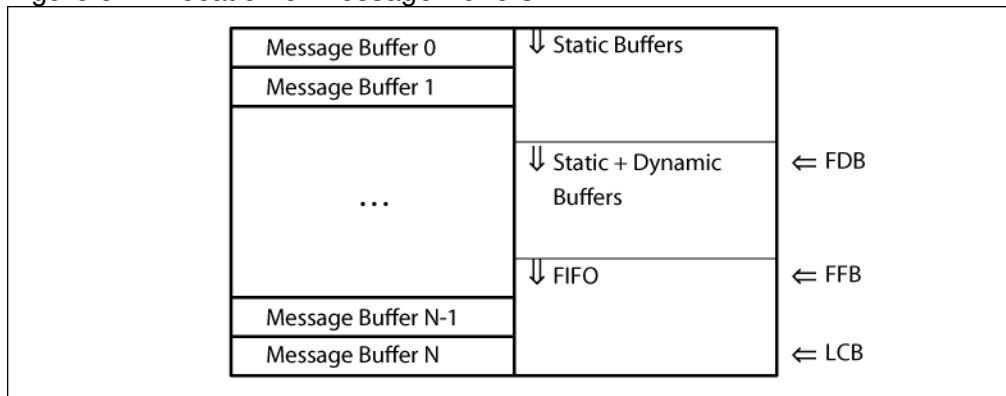 Message Buffer 0
⇓ Static Buffers
Message Buffer 1
⇓ Static + Dynamic
Buffers
⇐ FDB
...
⇓ FIFO
⇐ FFB
Message Buffer N-1
Message Buffer N
⇐ LCB